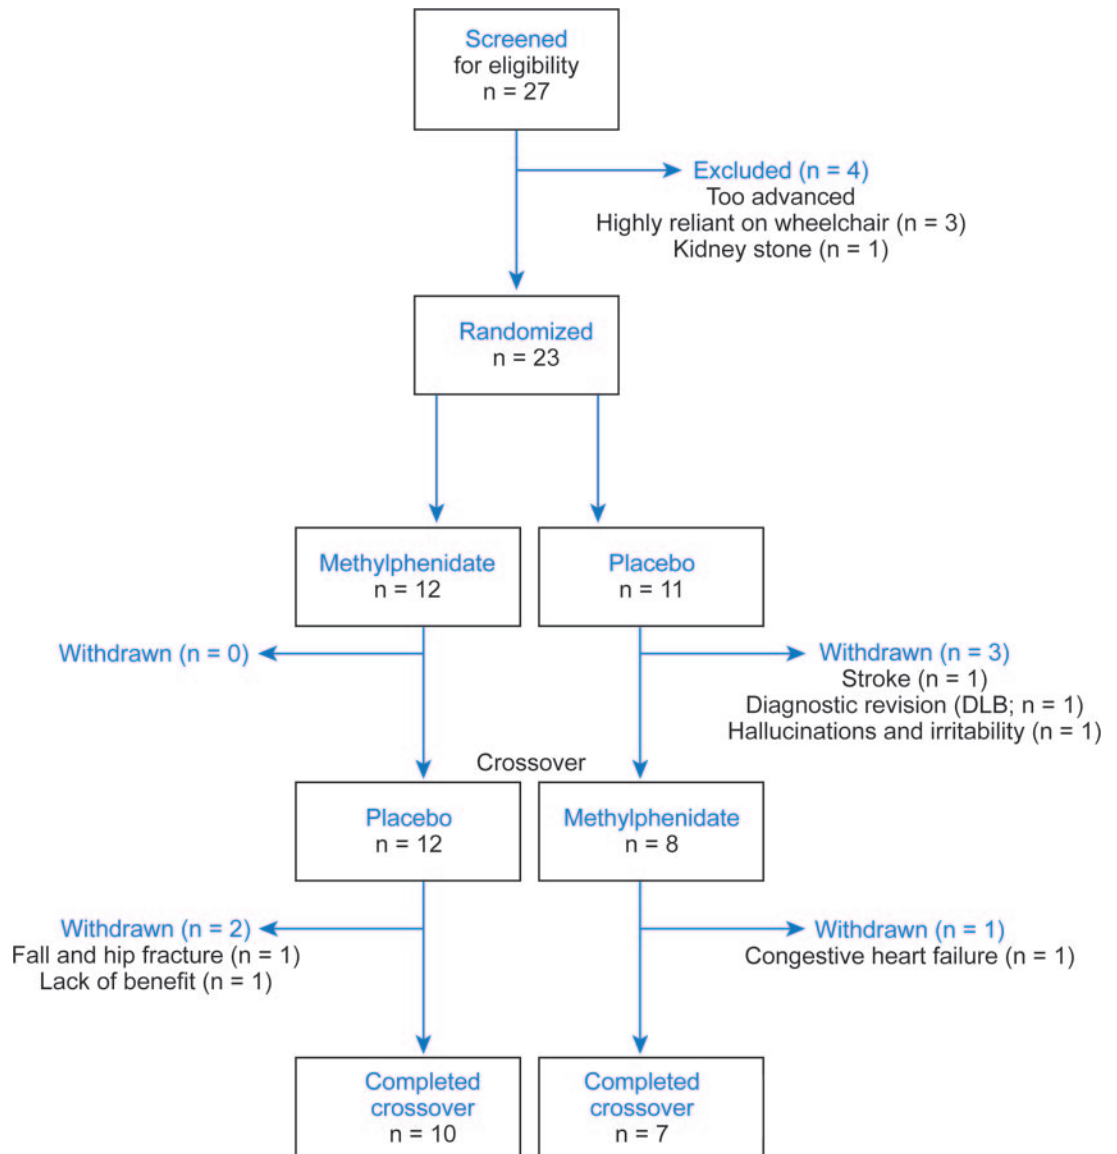 Screened
for eligibility
n = 27
Excluded (n = 4)
Too advanced
Highly reliant on wheelchair (n = 3)
Kidney stone (n = 1)
Randomized
n = 23
Methylphenidate
n = 12
Placebo
n = 11
Withdrawn (n = 0)
Withdrawn (n = 3)
Stroke (n = 1)
Diagnostic revision (DLB; n = 1)
Hallucinations and irritability (n = 1)
Crossover
Placebo
n = 12
Methylphenidate
n = 8
Withdrawn (n = 2)
Fall and hip fracture (n = 1)
Lack of benefit (n = 1)
Withdrawn (n = 1)
Congestive heart failure (n = 1)
Completed
crossover
n = 10
Completed
crossover
n = 7